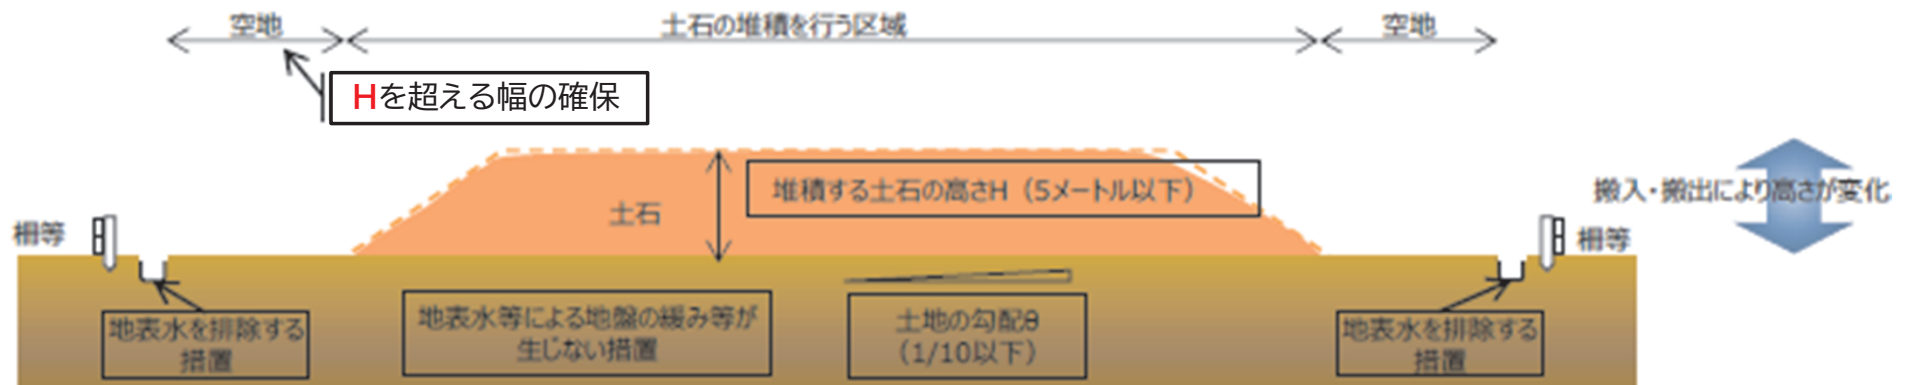 空地
土石の堆積を行う区域
空地
Hを超える幅の確保
堆積する土石の高さH（5メートル以下）
土石
搬入・搬出により高さが変化
柵等
柵等
地表水を排除する
措置
地表水等による地盤の緩み等が
生じない措置
土地の勾配θ
（1/10以下）
地表水を排除する
措置